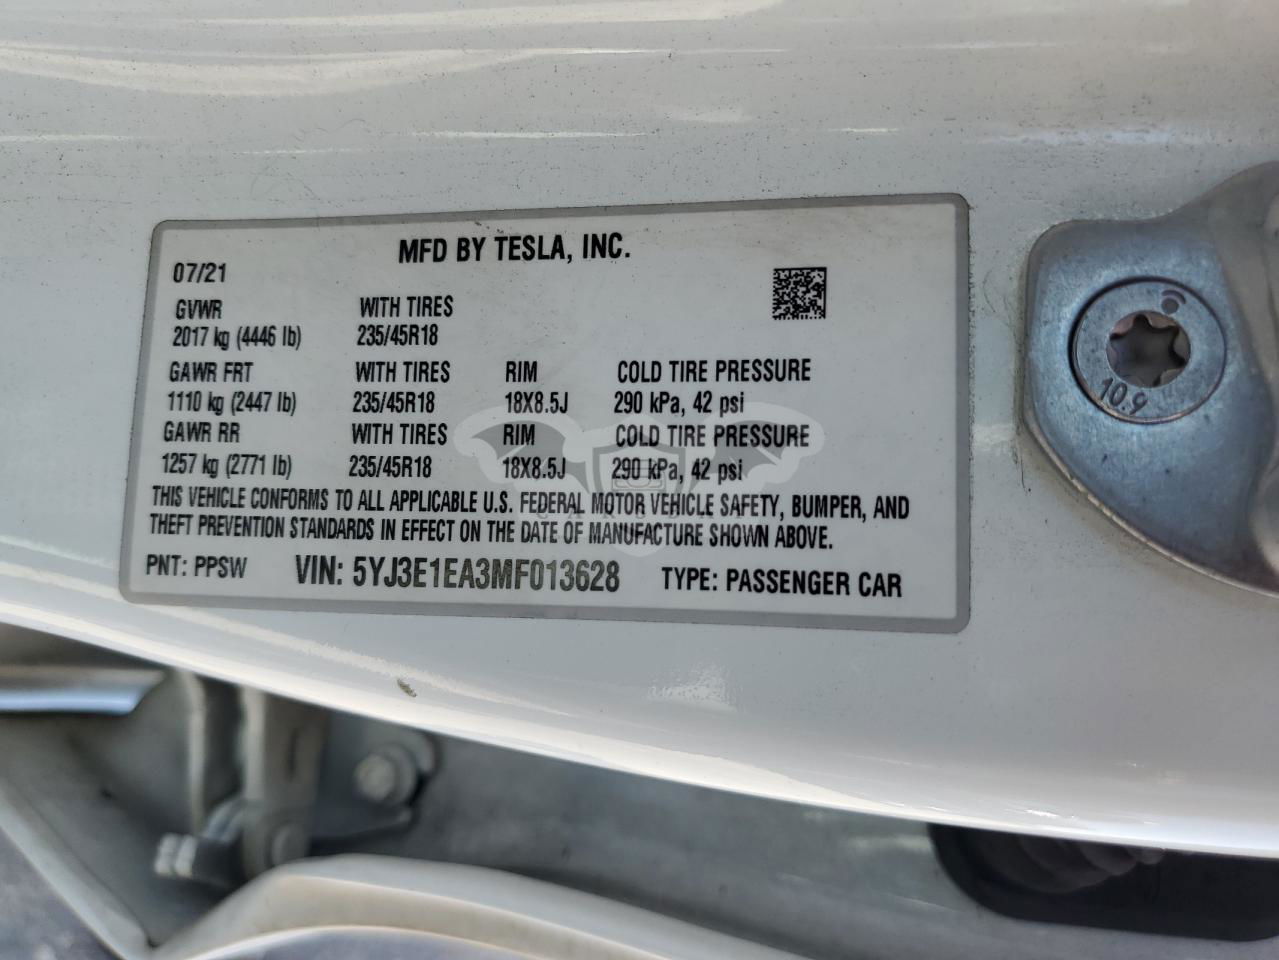 MFD BY TESLA, INC.
07/21
GVWR WITH TIRES
2017 kg (4446 lb) 235/45R18
GAWR FRT WITH TIRES RIM COLD TIRE PRESSURE
1110 kg (2447 lb) 235/45R18 18X8.5J 290 kPa, 42 psi
GAWR RR WITH TIRES RIM COLD TIRE PRESSURE
1257 kg (2771 lb) 235/45R18 18X8.5J 290 kPa, 42 psi
THIS VEHICLE CONFORMS TO ALL APPLICABLE U.S. FEDERAL MOTOR VEHICLE SAFETY, BUMPER, AND
THEFT PREVENTION STANDARDS IN EFFECT ON THE DATE OF MANUFACTURE SHOWN ABOVE.
PNT: PPSW VIN: 5YJ3E1EA3MF013628 TYPE: PASSENGER CAR
10.9